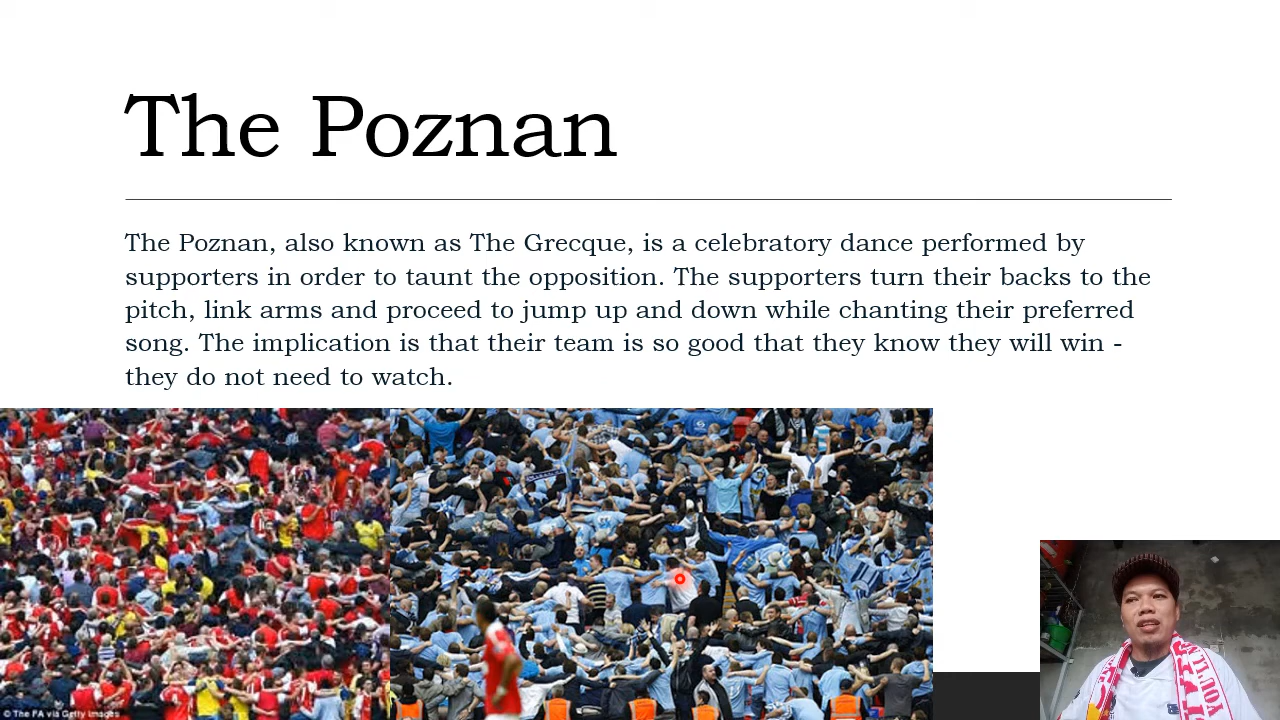 The Poznan
The Poznan, also known as The Grecque, is a celebratory dance performed by
supporters in order to taunt the opposition. The supporters turn their backs to the
pitch, link arms and proceed to jump up and down while chanting their preferred
song. The implication is that their team is so good that they know they will win -
they do not need to watch.
© The FA via Getty Images